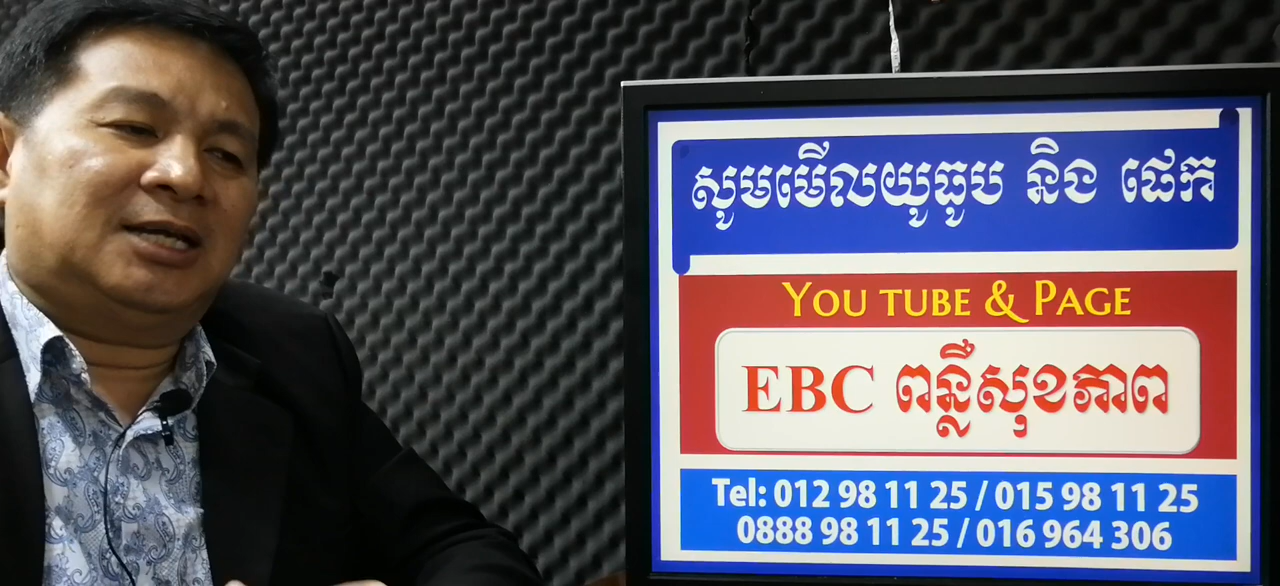 សូមមើលយូធូប និង ផេក
YOU TUBE & PAGE
EBC ពន្លឺសុខភាព
Tel: 012 98 11 25 / 015 98 11 25
0888 98 11 25 / 016 964 306